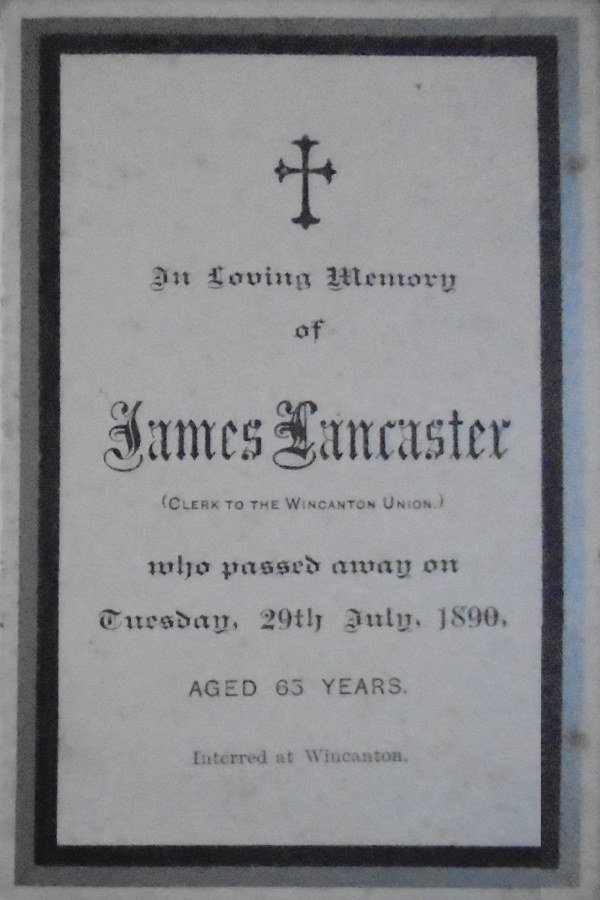 In Loving Memory
of
James Lancaster
(CLERK TO THE WINCANTON UNION.)
who passed away on
Tuesday, 29th July, 1890,
AGED 63 YEARS.
Interred at Wincanton.